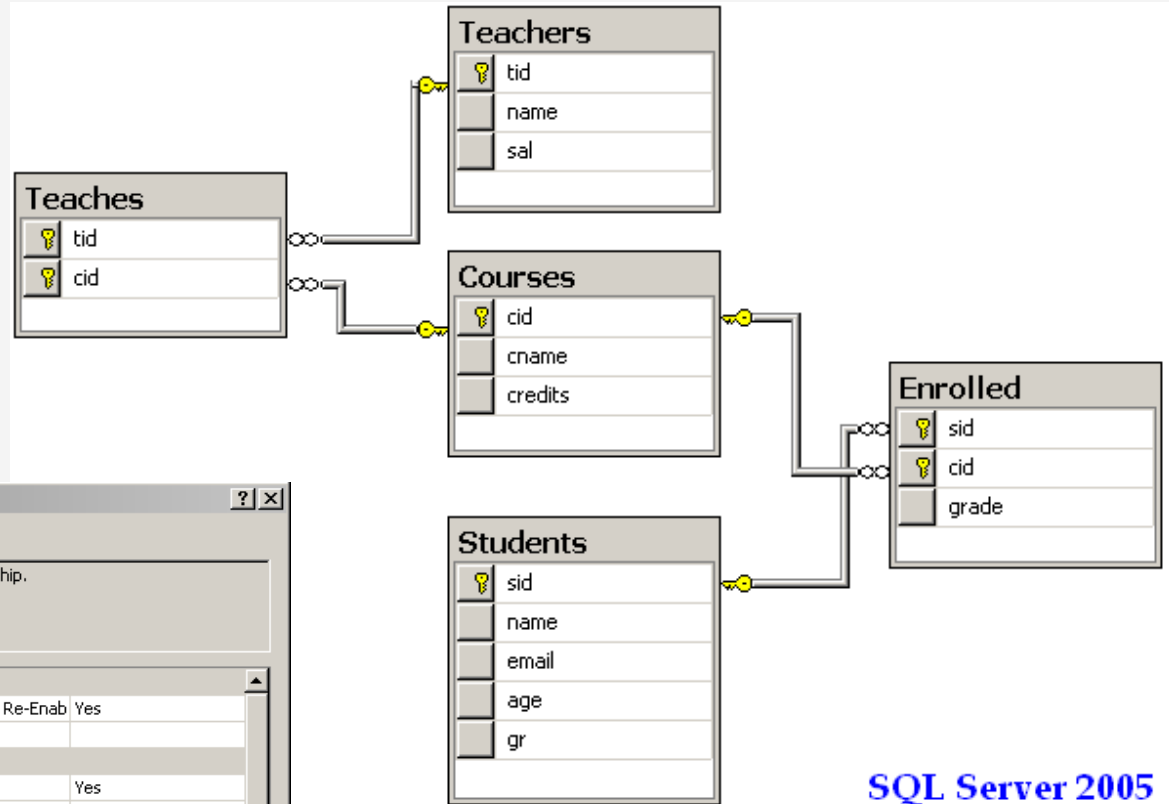 Teachers
tid
name
sal
Teaches
tid
cid
Courses
cid
cname
credits
Enrolled
sid
cid
grade
Students
sid
name
email
age
gr
? X
hip.
Re-Enab Yes
Yes
SQL Server 2005